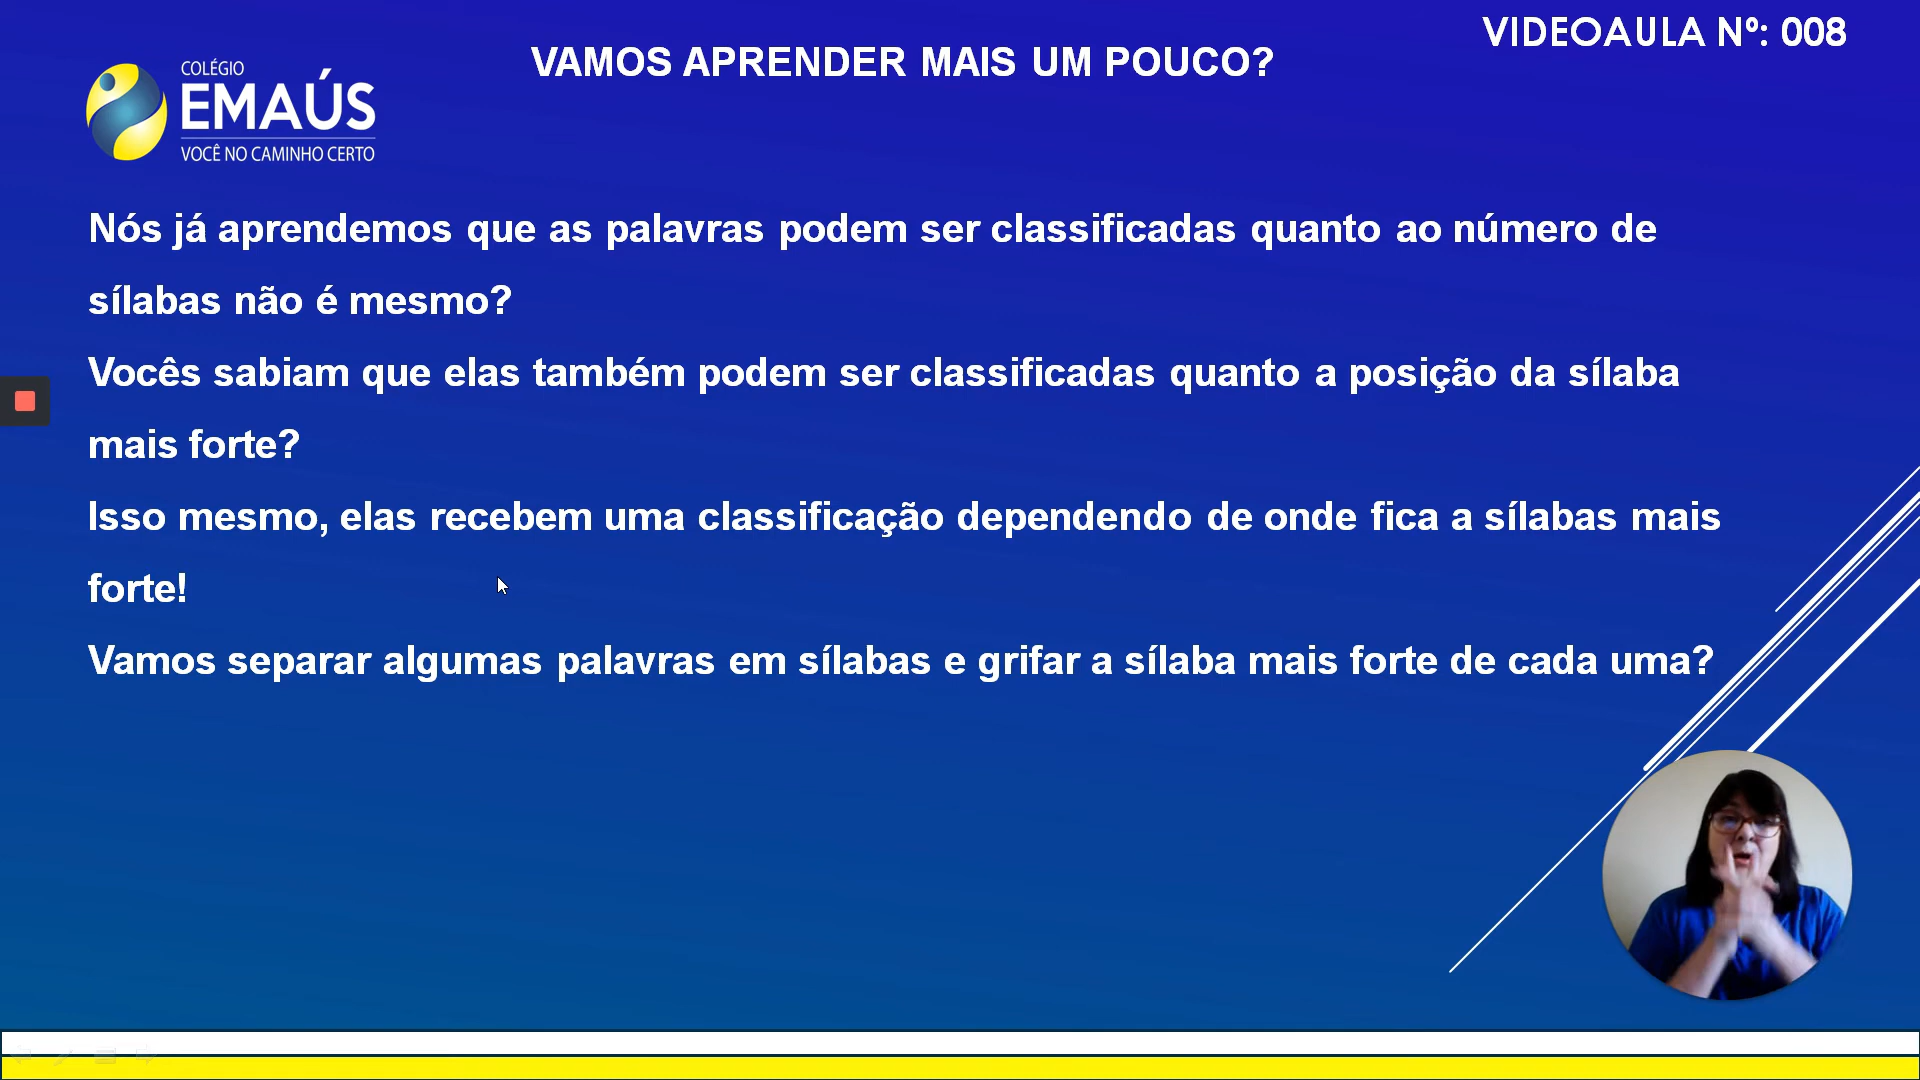 VIDEOAULA Nº: 008
VAMOS APRENDER MAIS UM POUCO?
COLÉGIO
EMAÚS
VOCÊ NO CAMINHO CERTO
Nós já aprendemos que as palavras podem ser classificadas quanto ao número de
sílabas não é mesmo?
Vocês sabiam que elas também podem ser classificadas quanto a posição da sílaba
mais forte?
Isso mesmo, elas recebem uma classificação dependendo de onde fica a sílabas mais
forte!
Vamos separar algumas palavras em sílabas e grifar a sílaba mais forte de cada uma?